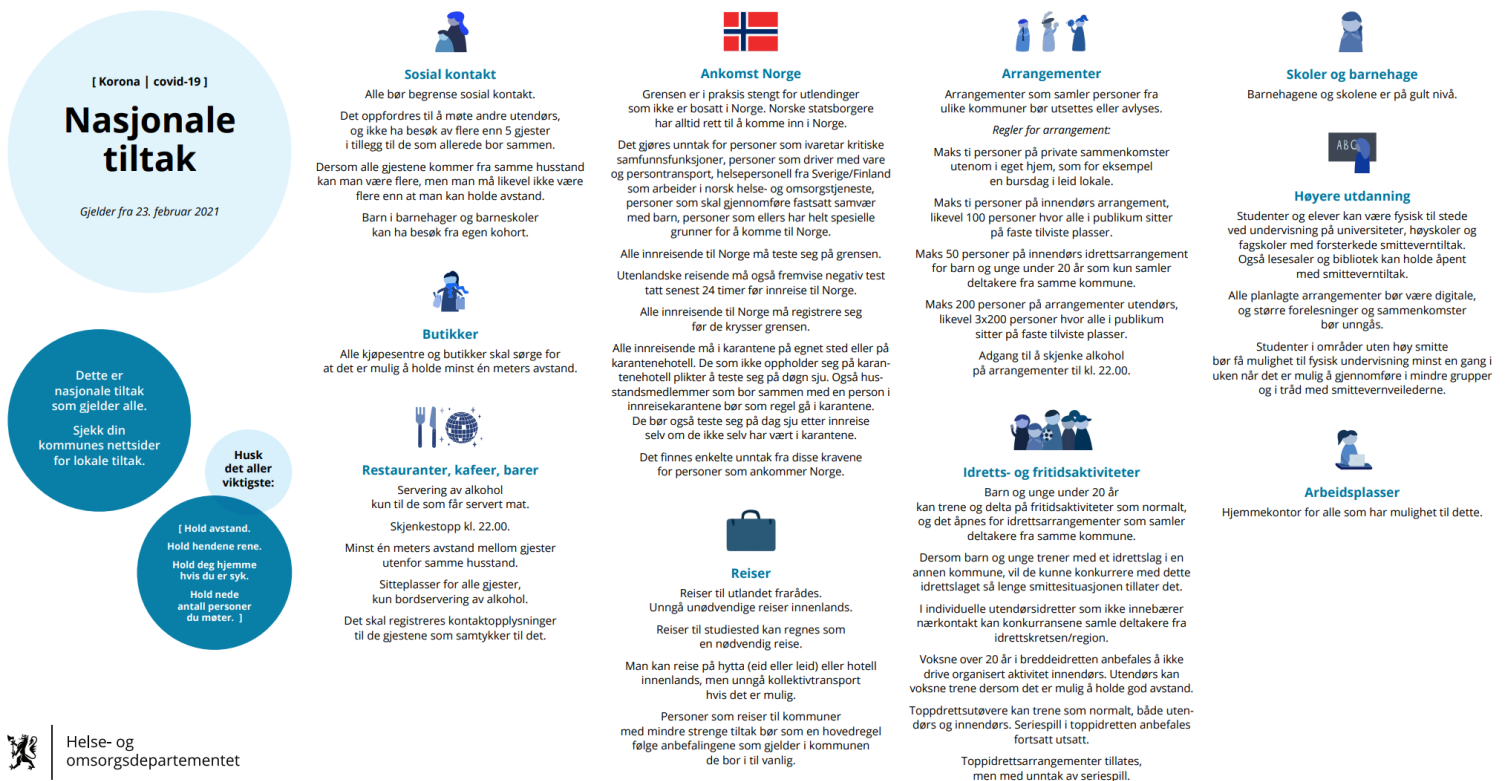 [ Korona | covid-19 ]
Nasjonale
tiltak
Gjelder fra 23. februar 2021
Dette er
nasjonale tiltak
som gjelder alle.
Sjekk din
kommunes nettsider
for lokale tiltak.
Husk
det aller
viktigste:
[ Hold avstand.
Hold hendene rene.
Hold deg hjemme
hvis du er syk.
Hold nede
antall personer
du møter. ]
Helse- og
omsorgsdepartementet
Sosial kontakt
Alle bør begrense sosial kontakt.
Det oppfordres til å møte andre utendørs,
og ikke ha besøk av flere enn 5 gjester
i tillegg til de som allerede bor sammen.
Dersom alle gjestene kommer fra samme husstand
kan man være flere, men man må likevel ikke være
flere enn at man kan holde avstand.
Barn i barnehager og barneskoler
kan ha besøk fra egen kohort.
Butikker
Alle kjøpesentre og butikker skal sørge for
at det er mulig å holde minst én meters avstand.
Restauranter, kafeer, barer
Servering av alkohol
kun til de som får servert mat.
Skjenkestopp kl. 22.00.
Minst én meters avstand mellom gjester
utenfor samme husstand.
Sitteplasser for alle gjester,
kun bordservering av alkohol.
Det skal registreres kontaktopplysninger
til de gjestene som samtykker til det.
Ankomst Norge
Grensen er i praksis stengt for utlendinger
som ikke er bosatt i Norge. Norske statsborgere
har alltid rett til å komme inn i Norge.
Det gjøres unntak for personer som ivaretar kritiske
samfunnsfunksjoner, personer som driver med vare
og persontransport, helsepersonell fra Sverige/Finland
som arbeider i norsk helse- og omsorgstjeneste,
personer som skal gjennomføre fastsatt samvær
med barn, personer som ellers har helt spesielle
grunner for å komme til Norge.
Alle innreisende til Norge må teste seg på grensen.
Utenlandske reisende må også fremvise negativ test
tatt senest 24 timer før innreise til Norge.
Alle innreisende til Norge må registrere seg
før de krysser grensen.
Alle innreisende må i karantene på egnet sted eller på
karantenehotell. De som ikke oppholder seg på karan-
tenehotell plikter å teste seg på døgn sju. Også hus-
standsmedlemmer som bor sammen med en person i
innreisekarantene bør som regel gå i karantene.
De bør også teste seg på dag sju etter innreise
selv om de ikke selv har vært i karantene.
Det finnes enkelte unntak fra disse kravene
for personer som ankommer Norge.
Reiser
Reiser til utlandet frarådes.
Unngå unødvendige reiser innenlands.
Reiser til studiested kan regnes som
en nødvendig reise.
Man kan reise på hytta (eid eller leid) eller hotell
innenlands, men unngå kollektivtransport
hvis det er mulig.
Personer som reiser til kommuner
med mindre strenge tiltak bør som en hovedregel
følge anbefalingene som gjelder i kommunen
de bor i til vanlig.
Arrangementer
Arrangementer som samler personer fra
ulike kommuner bør utsettes eller avlyses.
Regler for arrangement:
Maks ti personer på private sammenkomster
utenom i eget hjem, som for eksempel
en bursdag i leid lokale.
Maks ti personer på innendørs arrangement,
likevel 100 personer hvor alle i publikum sitter
på faste tilviste plasser.
Maks 50 personer på innendørs idrettsarrangement
for barn og unge under 20 år som kun samler
deltakere fra samme kommune.
Maks 200 personer på arrangementer utendørs,
likevel 3x200 personer hvor alle i publikum
sitter på faste tilviste plasser.
Adgang til å skjenke alkohol
på arrangementer til kl. 22.00.
Idretts- og fritidsaktiviteter
Barn og unge under 20 år
kan trene og delta på fritidsaktiviteter som normalt,
og det åpnes for idrettsarrangementer som samler
deltakere fra samme kommune.
Dersom barn og unge trener med et idrettslag i en
annen kommune, vil de kunne konkurrere med dette
idrettslaget så lenge smittesituasjonen tillater det.
I individuelle utendørsidretter som ikke innebærer
nærkontakt kan konkurransene samle deltakere fra
idrettskretsen/region.
Voksne over 20 år i breddeidretten anbefales å ikke
drive organisert aktivitet innendørs. Utendørs kan
voksne trene dersom det er mulig å holde god avstand.
Toppdrettsutøvere kan trene som normalt, både uten-
dørs og innendørs. Seriespill i toppidretten anbefales
fortsatt utsatt.
Toppidrettsarrangementer tillates,
men med unntak av seriespill.
Skoler og barnehage
Barnehagene og skolene er på gult nivå.
ABC
Høyere utdanning
Studenter og elever kan være fysisk til stede
ved undervisning på universiteter, høyskoler og
fagskoler med forsterkede smitteverntiltak.
Også lesesaler og bibliotek kan holde åpent
med smitteverntiltak.
Alle planlagte arrangementer bør være digitale,
og større forelesninger og sammenkomster
bør unngås.
Studenter i områder uten høy smitte
bør få mulighet til fysisk undervisning minst en gang i
uken når det er mulig å gjennomføre i mindre grupper
og i tråd med smittevernveilederne.
Arbeidsplasser
Hjemmekontor for alle som har mulighet til dette.